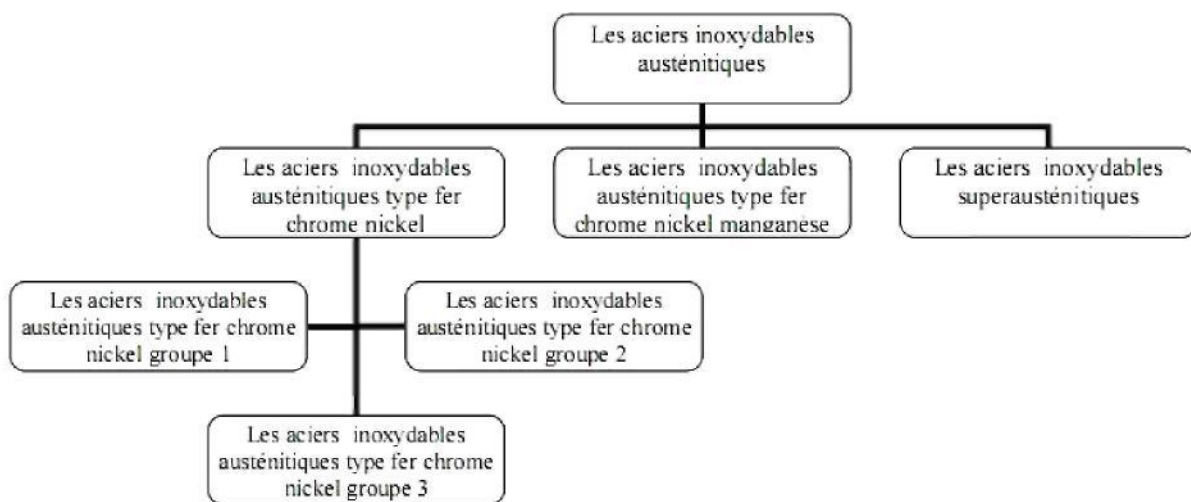 Les aciers inoxydables
austénitiques
Les aciers inoxydables
austénitiques type fer
chrome nickel
Les aciers inoxydables
austénitiques type fer
chrome nickel manganèse
Les aciers inoxydables
superausténitiques
Les aciers inoxydables
austénitiques type fer chrome
nickel groupe 1
Les aciers inoxydables
austénitiques type fer chrome
nickel groupe 2
Les aciers inoxydables
austénitiques type fer chrome
nickel groupe 3